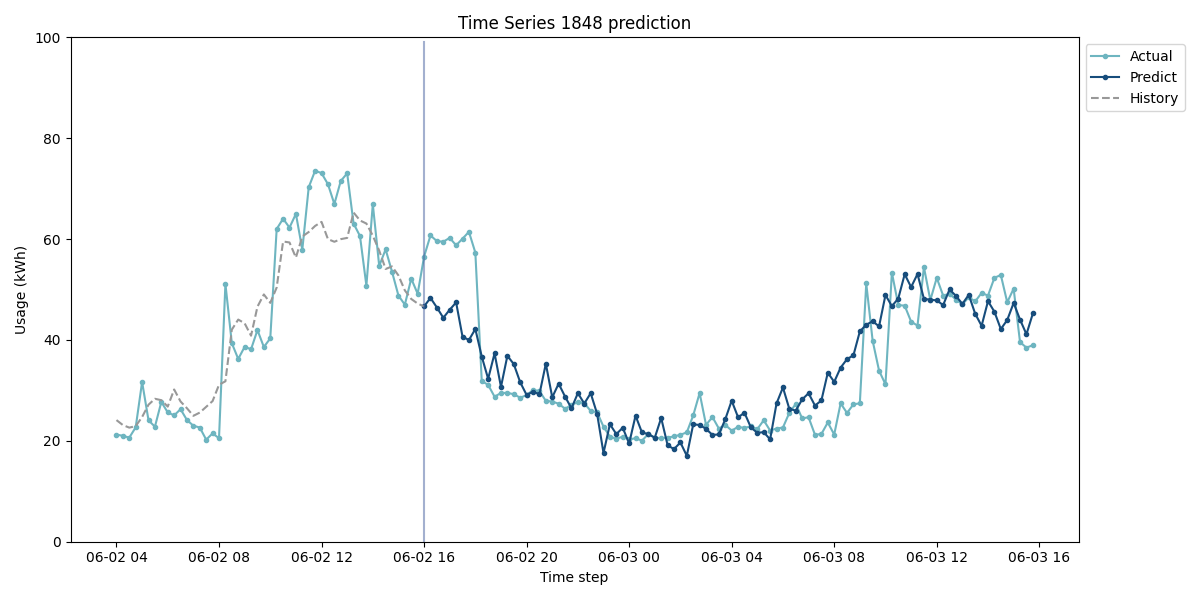 Time Series 1848 prediction
Usage (kWh)
100
80
60
40
20
0
06-02 04
06-02 08
06-02 12
06-02 16
06-02 20
06-03 00
06-03 04
06-03 08
06-03 12
06-03 16
Time step
Actual
Predict
History